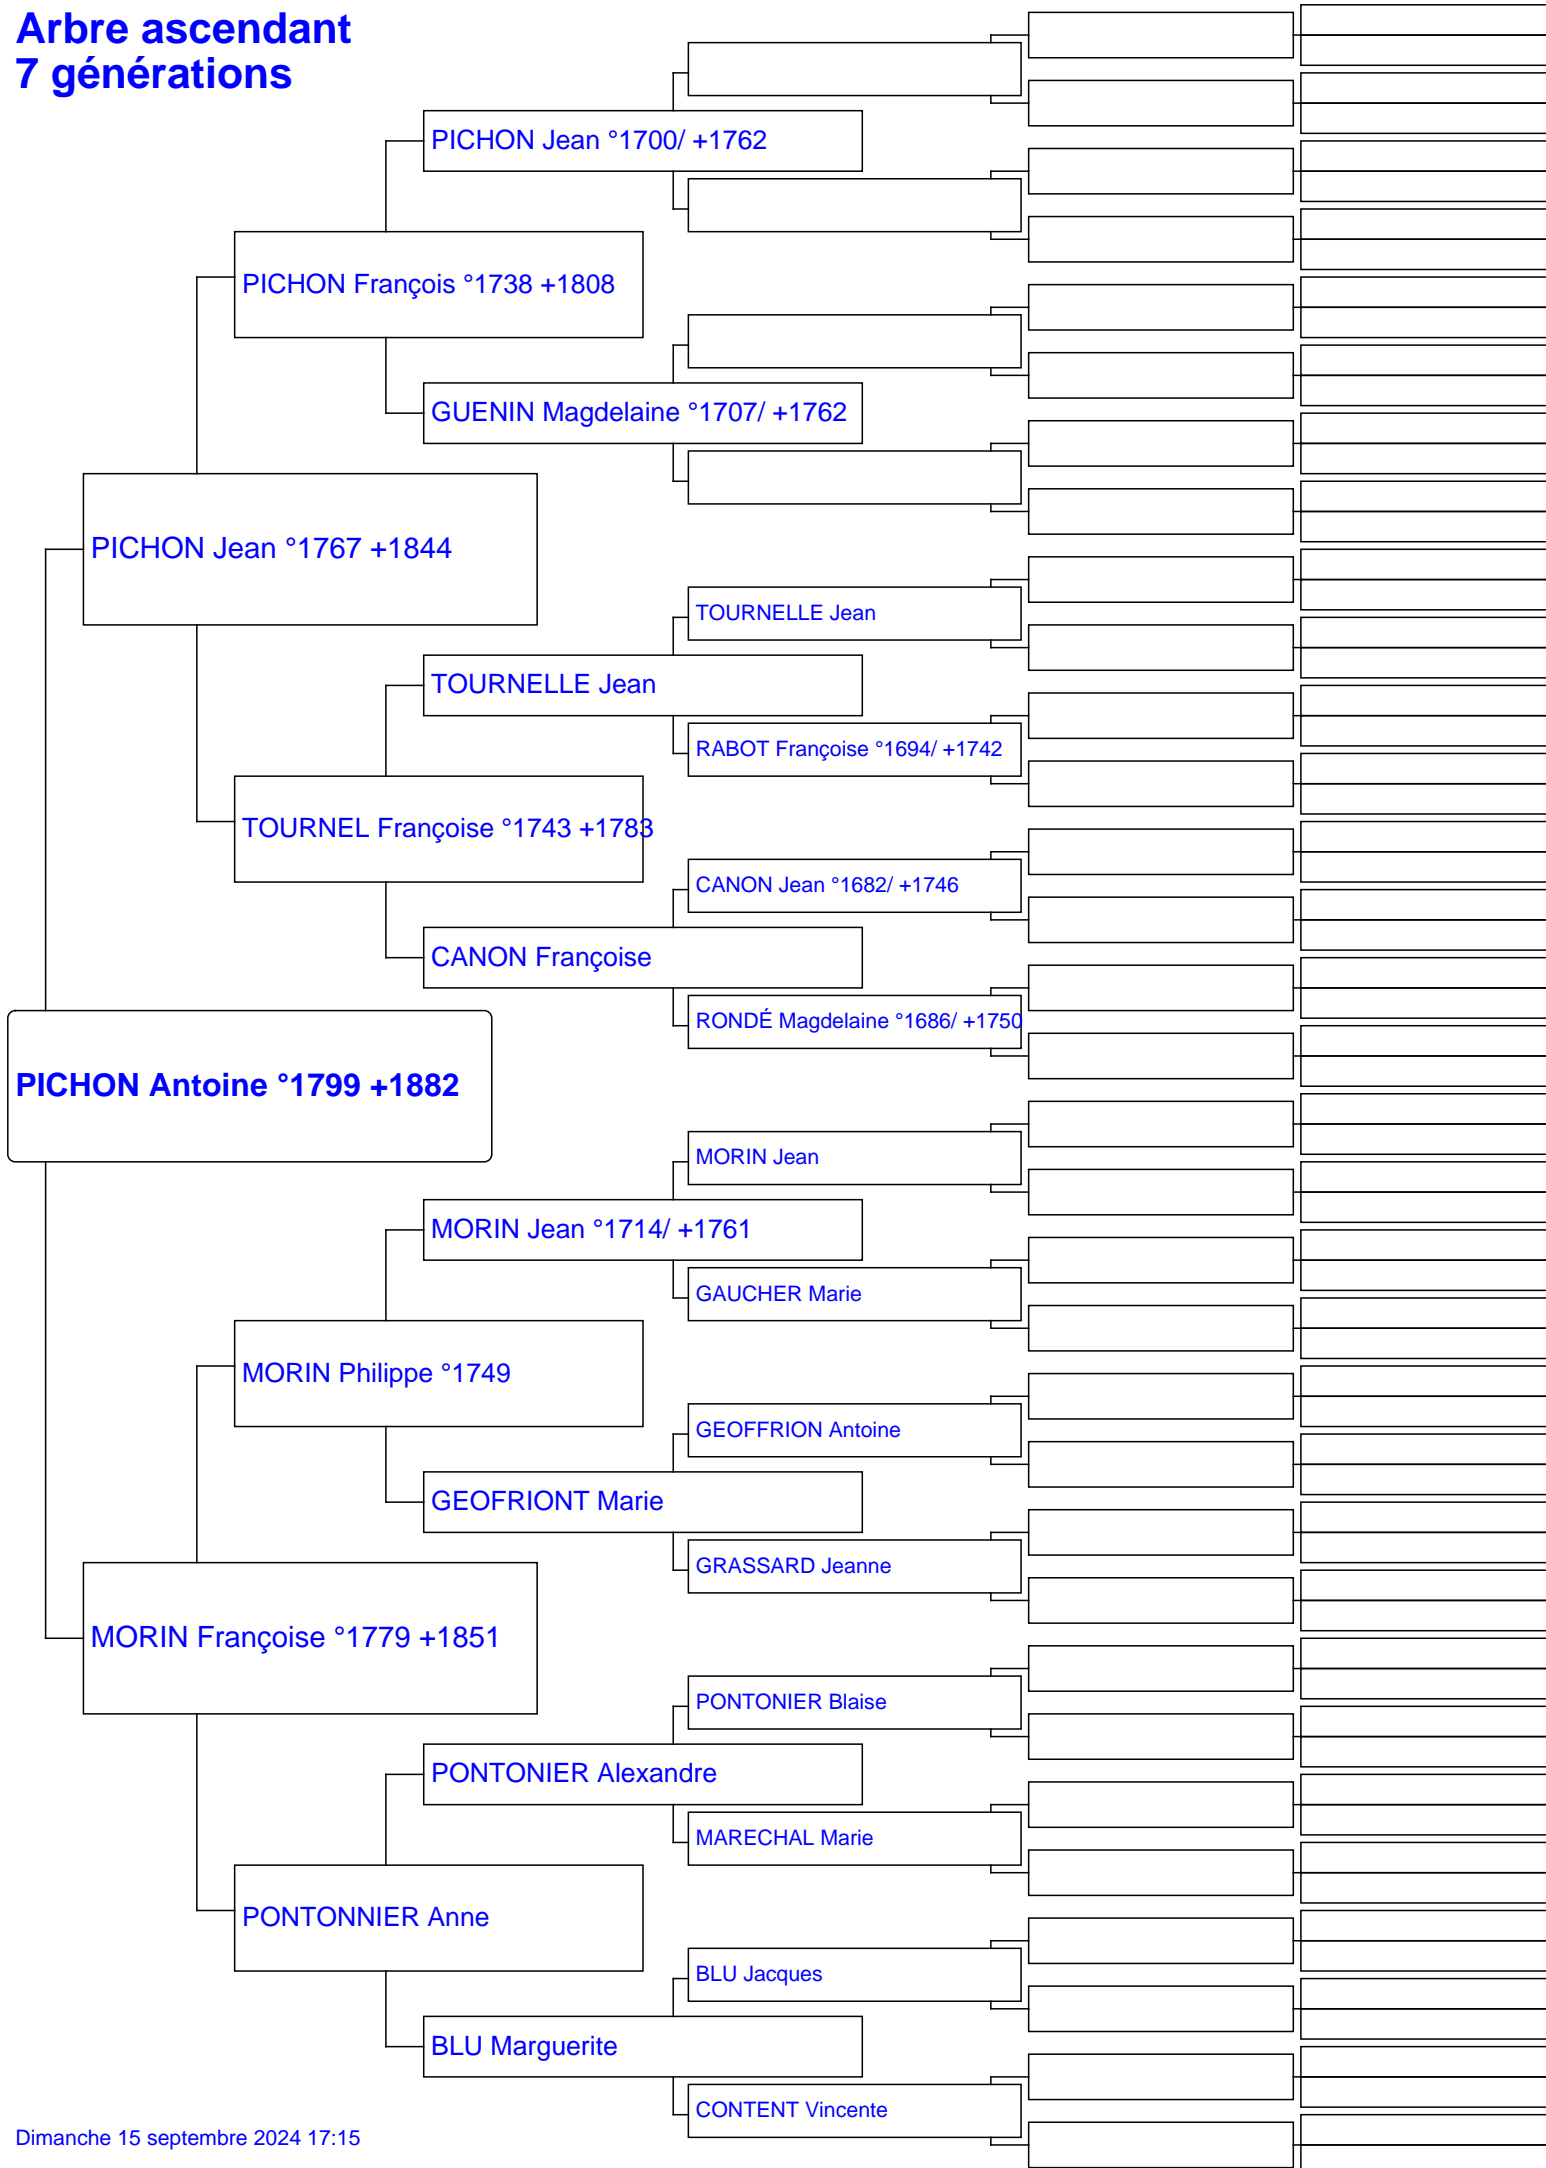 Arbre ascendant
7 générations
PICHON Jean °1700/ +1762
PICHON François °1738 +1808
GUENIN Magdelaine °1707/ +1762
PICHON Jean °1767 +1844
TOURNELLE Jean
TOURNELLE Jean
RABOT Françoise °1694/ +1742
TOURNEL Françoise °1743 +1783
CANON Jean °1682/ +1746
CANON Françoise
RONDÉ Magdelaine °1686/ +1750
PICHON Antoine °1799 +1882
MORIN Jean
MORIN Jean °1714/ +1761
GAUCHER Marie
MORIN Philippe °1749
GEOFFRION Antoine
GEOFRIONT Marie
GRASSARD Jeanne
MORIN Françoise °1779 +1851
PONTONIER Blaise
PONTONIER Alexandre
MARECHAL Marie
PONTONNIER Anne
BLU Jacques
BLU Marguerite
CONTENT Vincente
Dimanche 15 septembre 2024 17:15